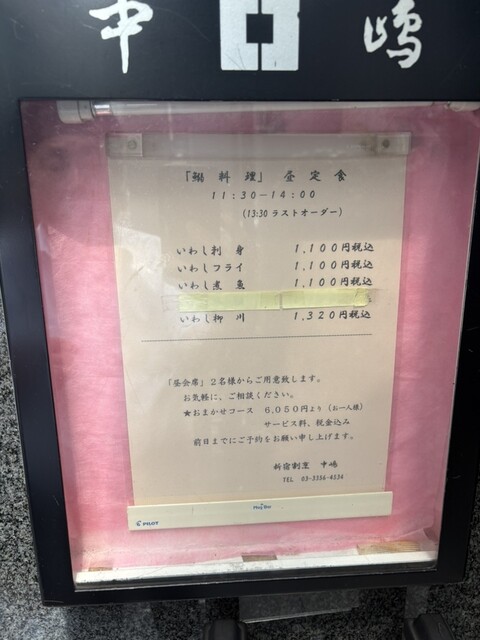 中嶋
「鰯料理」昼定食
11:30－14:00
(13:30 ラストオーダー)
いわし刺身 1,100円税込
いわしフライ 1,100円税込
いわし煮魚 1,100円税込
いわし柳川 1,320円税込
「昼会席」2名様からご用意致します。
お気軽に、ご相談ください。
★おまかせコース 6,050円より (お一人様)
サービス料、税金込み
前日までにご予約をお願い申し上げます。
新宿割烹 中嶋
TEL 03-3356-4534
PILOT